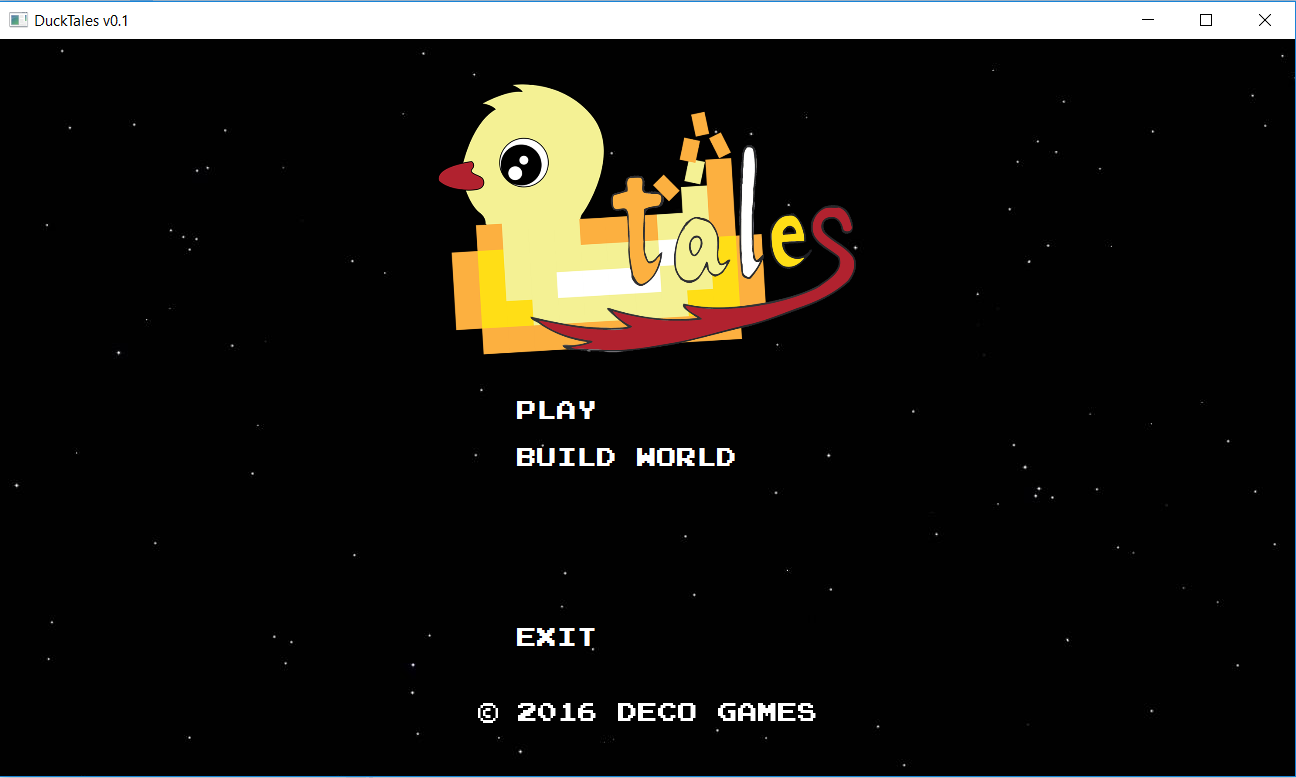 DuckTales v0.1
tales
PLAY
BUILD WORLD
EXIT
© 2016 DECO GAMES